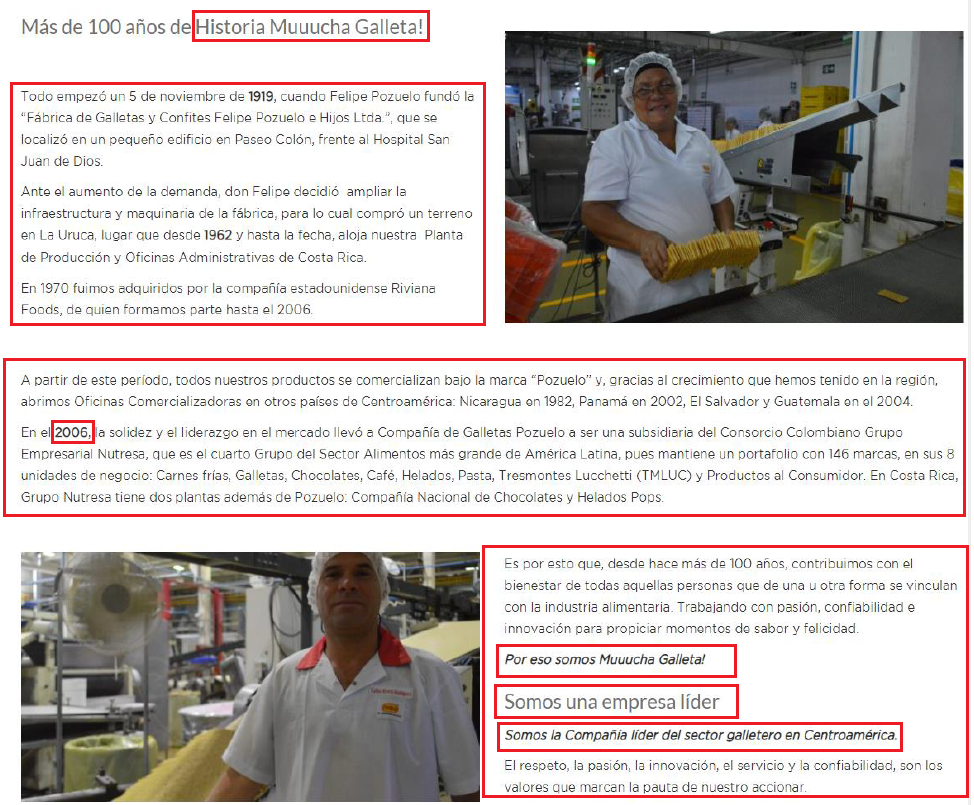 Más de 100 años de Historia Muuucha Galleta!
Todo empezó un 5 de noviembre de 1919, cuando Felipe Pozuelo fundó la
“Fábrica de Galletas y Confites Felipe Pozuelo e Hijos Ltda.”, que se
localizó en un pequeño edificio en Paseo Colón, frente al Hospital San
Juan de Dios.
Ante el aumento de la demanda, don Felipe decidió ampliar la
infraestructura y maquinaria de la fábrica, para lo cual compró un terreno
en La Uruca, lugar que desde 1962 y hasta la fecha, aloja nuestra Planta
de Producción y Oficinas Administrativas de Costa Rica.
En 1970 fuimos adquiridos por la compañía estadounidense Riviana
Foods, de quien formamos parte hasta el 2006.
A partir de este período, todos nuestros productos se comercializan bajo la marca “Pozuelo” y, gracias al crecimiento que hemos tenido en la región,
abrimos Oficinas Comercializadoras en otros países de Centroamérica: Nicaragua en 1982, Panamá en 2002, El Salvador y Guatemala en el 2004.
En el 2006, la solidez y el liderazgo en el mercado llevó a Compañía de Galletas Pozuelo a ser una subsidiaria del Consorcio Colombiano Grupo
Empresarial Nutresa, que es el cuarto Grupo del Sector Alimentos más grande de América Latina, pues mantiene un portafolio con 146 marcas, en sus 8
unidades de negocio: Carnes frías, Galletas, Chocolates, Café, Helados, Pasta, Tresmontes Lucchetti (TMLUC) y Productos al Consumidor. En Costa Rica,
Grupo Nutresa tiene dos plantas además de Pozuelo: Compañía Nacional de Chocolates y Helados Pops.
Es por esto que, desde hace más de 100 años, contribuimos con el
bienestar de todas aquellas personas que de una u otra forma se vinculan
con la industria alimentaria. Trabajando con pasión, confiabilidad e
innovación para propiciar momentos de sabor y felicidad.
Por eso somos Muuucha Galleta!
Somos una empresa líder
Somos la Compañía líder del sector galletero en Centroamérica.
El respeto, la pasión, la innovación, el servicio y la confiabilidad, son los
valores que marcan la pauta de nuestro accionar.